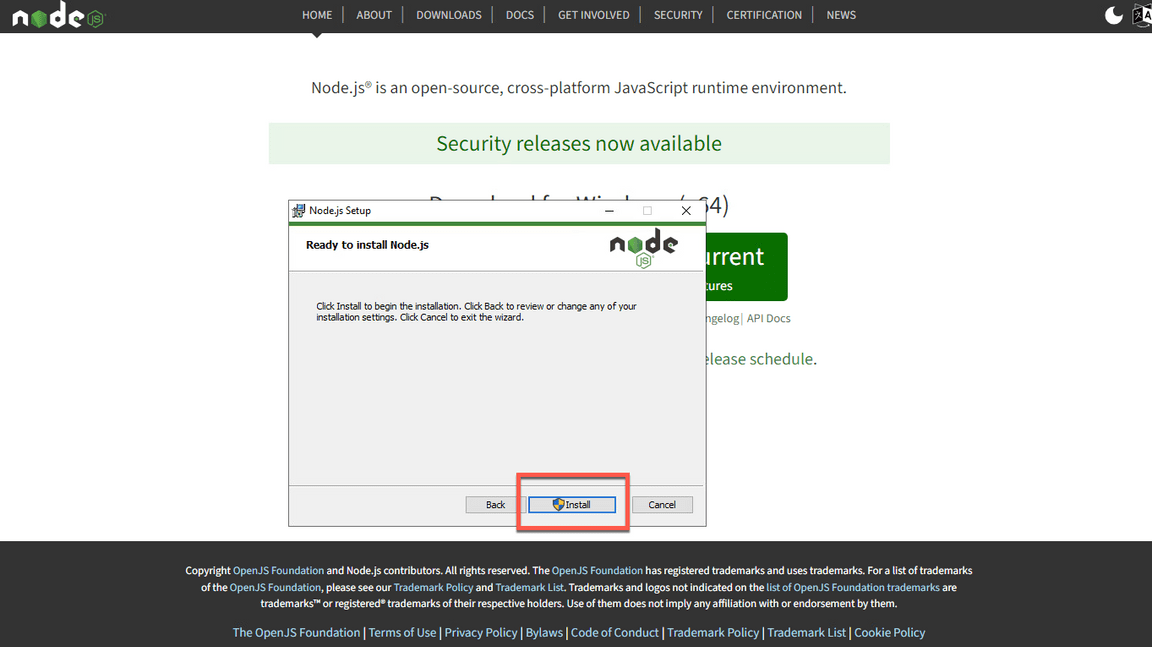 node JS
HOME | ABOUT | DOWNLOADS | DOCS | GET INVOLVED | SECURITY | CERTIFICATION | NEWS
Node.js® is an open-source, cross-platform JavaScript runtime environment.
Security releases now available
64)
Node.js Setup
Ready to install Node.js
node JS
Click Install to begin the installation. Click Back to review or change any of your
installation settings. Click Cancel to exit the wizard.
API Docs
schedule.
Back Install Cancel
Copyright OpenJS Foundation and Node.js contributors. All rights reserved. The OpenJS Foundation has registered trademarks and uses trademarks. For a list of trademarks
of the OpenJS Foundation, please see our Trademark Policy and Trademark List. Trademarks and logos not indicated on the list of OpenJS Foundation trademarks are
trademarks™ or registered® trademarks of their respective holders. Use of them does not imply any affiliation with or endorsement by them.
The OpenJS Foundation | Terms of Use | Privacy Policy | Bylaws | Code of Conduct | Trademark Policy | Trademark List | Cookie Policy